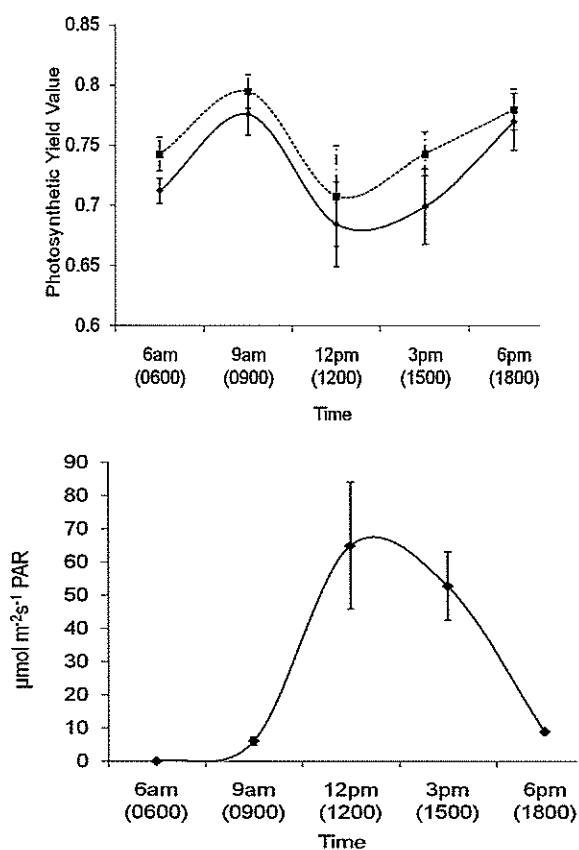 0.85
0.8
0.75
0.7
0.65
0.6
Photosynthetic Yield Value
6am 9am 12pm 3pm 6pm
(0600) (0900) (1200) (1500) (1800)
Time
90
80
70
60
50
40
30
20
10
0
µmol m⁻²s⁻¹ PAR
6am 9am 12pm 3pm 6pm
(0600) (0900) (1200) (1500) (1800)
Time